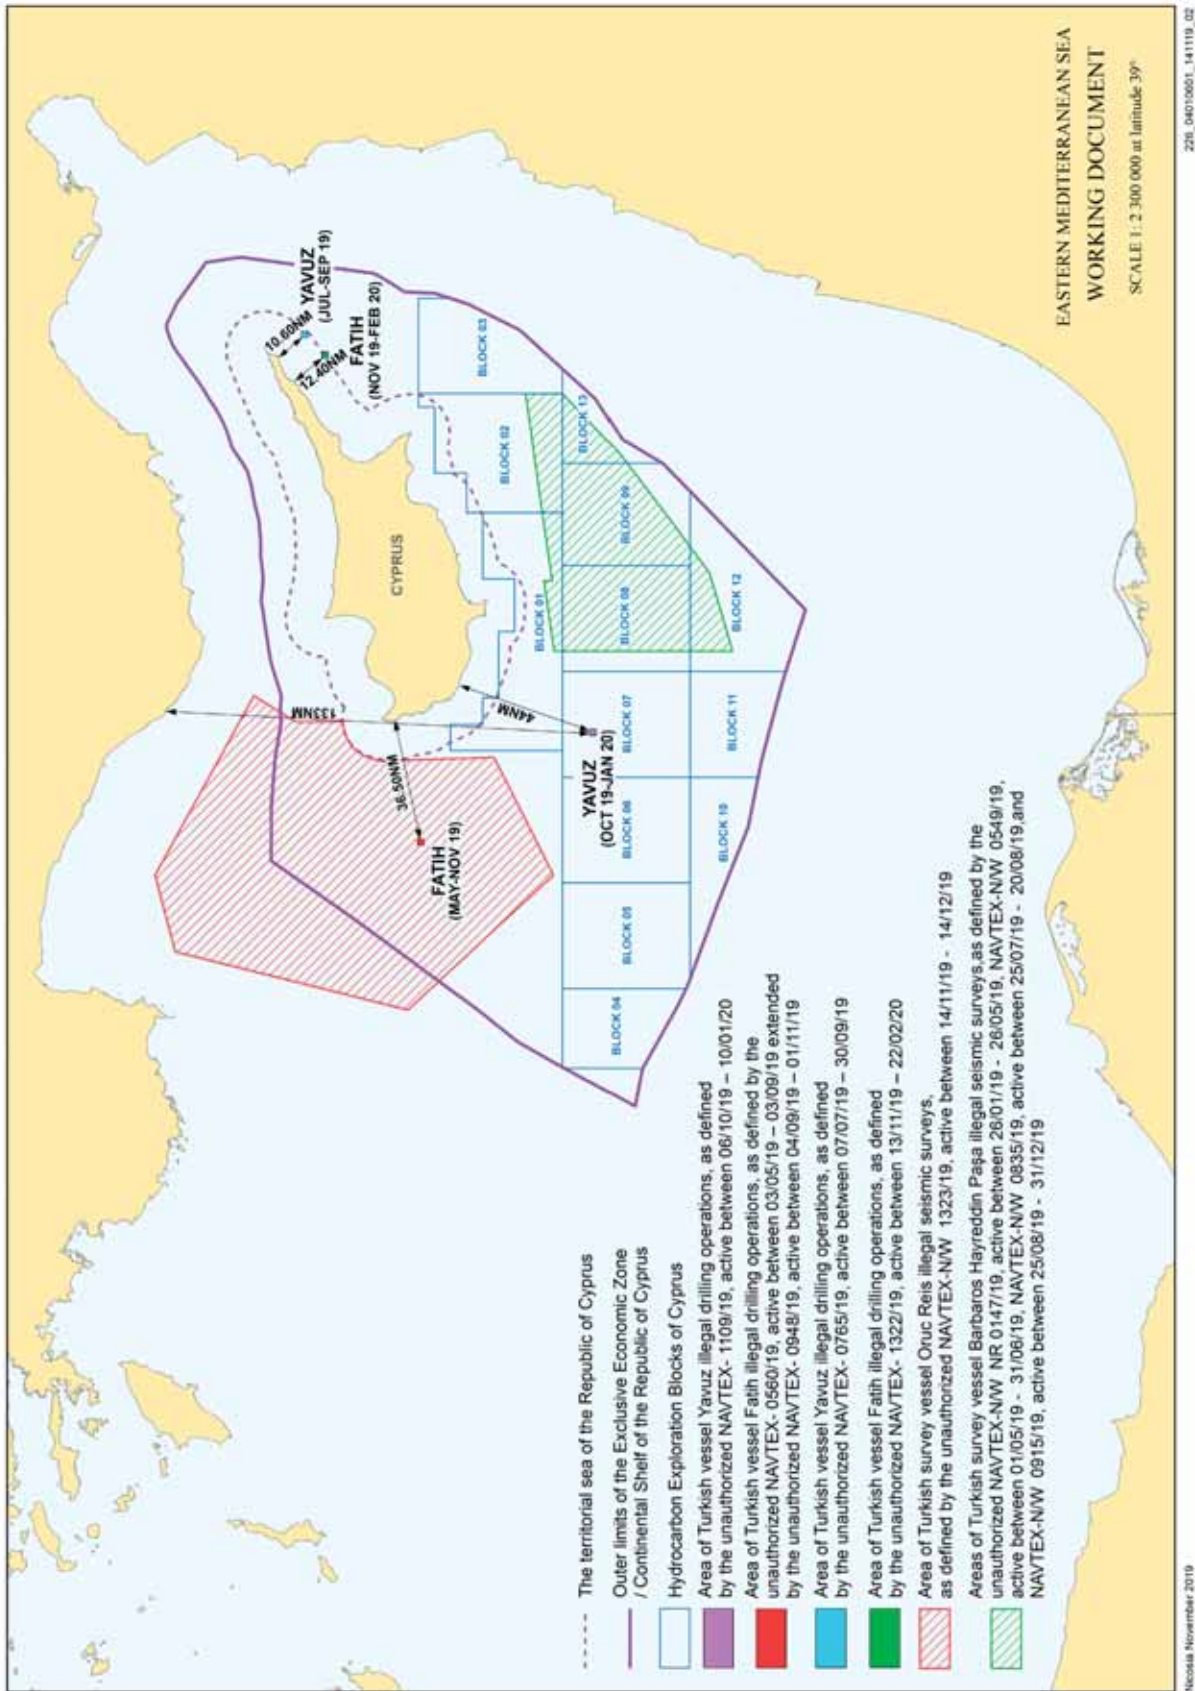 10.60NM
YAVUZ
(JUL-SEP 19)
12.40NM
FATIH
(NOV 19-FEB 20)
CYPRUS
133NM
36.50NM
44NM
FATIH
(MAY-NOV 19)
YAVUZ
(OCT 19-JAN 20)
BLOCK 03
BLOCK 02
BLOCK 13
BLOCK 01
BLOCK 09
BLOCK 08
BLOCK 12
BLOCK 07
BLOCK 11
BLOCK 06
BLOCK 10
BLOCK 05
BLOCK 04
The territorial sea of the Republic of Cyprus
Outer limits of the Exclusive Economic Zone
/ Continental Shelf of the Republic of Cyprus
Hydrocarbon Exploration Blocks of Cyprus
Area of Turkish vessel Yavuz illegal drilling operations, as defined
by the unauthorized NAVTEX- 1109/19, active between 06/10/19 – 10/01/20
Area of Turkish vessel Fatih illegal drilling operations, as defined by the
unauthorized NAVTEX- 0560/19, active between 03/05/19 – 03/09/19 extended
by the unauthorized NAVTEX- 0948/19, active between 04/09/19 – 01/11/19
Area of Turkish vessel Yavuz illegal drilling operations, as defined
by the unauthorized NAVTEX- 0765/19, active between 07/07/19 – 30/09/19
Area of Turkish vessel Fatih illegal drilling operations, as defined
by the unauthorized NAVTEX- 1322/19, active between 13/11/19 – 22/02/20
Area of Turkish survey vessel Oruc Reis illegal seismic surveys,
as defined by the unauthorized NAVTEX-N/W 1323/19, active between 14/11/19 - 14/12/19
Areas of Turkish survey vessel Barbaros Hayreddin Paşa illegal seismic surveys,as defined by the
unauthorized NAVTEX-N/W NR 0147/19, active between 26/01/19 - 26/05/19, NAVTEX-N/W 0549/19,
active between 01/05/19 - 31/06/19, NAVTEX-N/W 0835/19, active between 25/07/19 - 20/08/19,and
NAVTEX-N/W 0915/19, active between 25/08/19 - 31/12/19
EASTERN MEDITERRANEAN SEA
WORKING DOCUMENT
SCALE 1: 2 300 000 at latitude 39°
Nicosia November 2019
226_04010601_141119_02